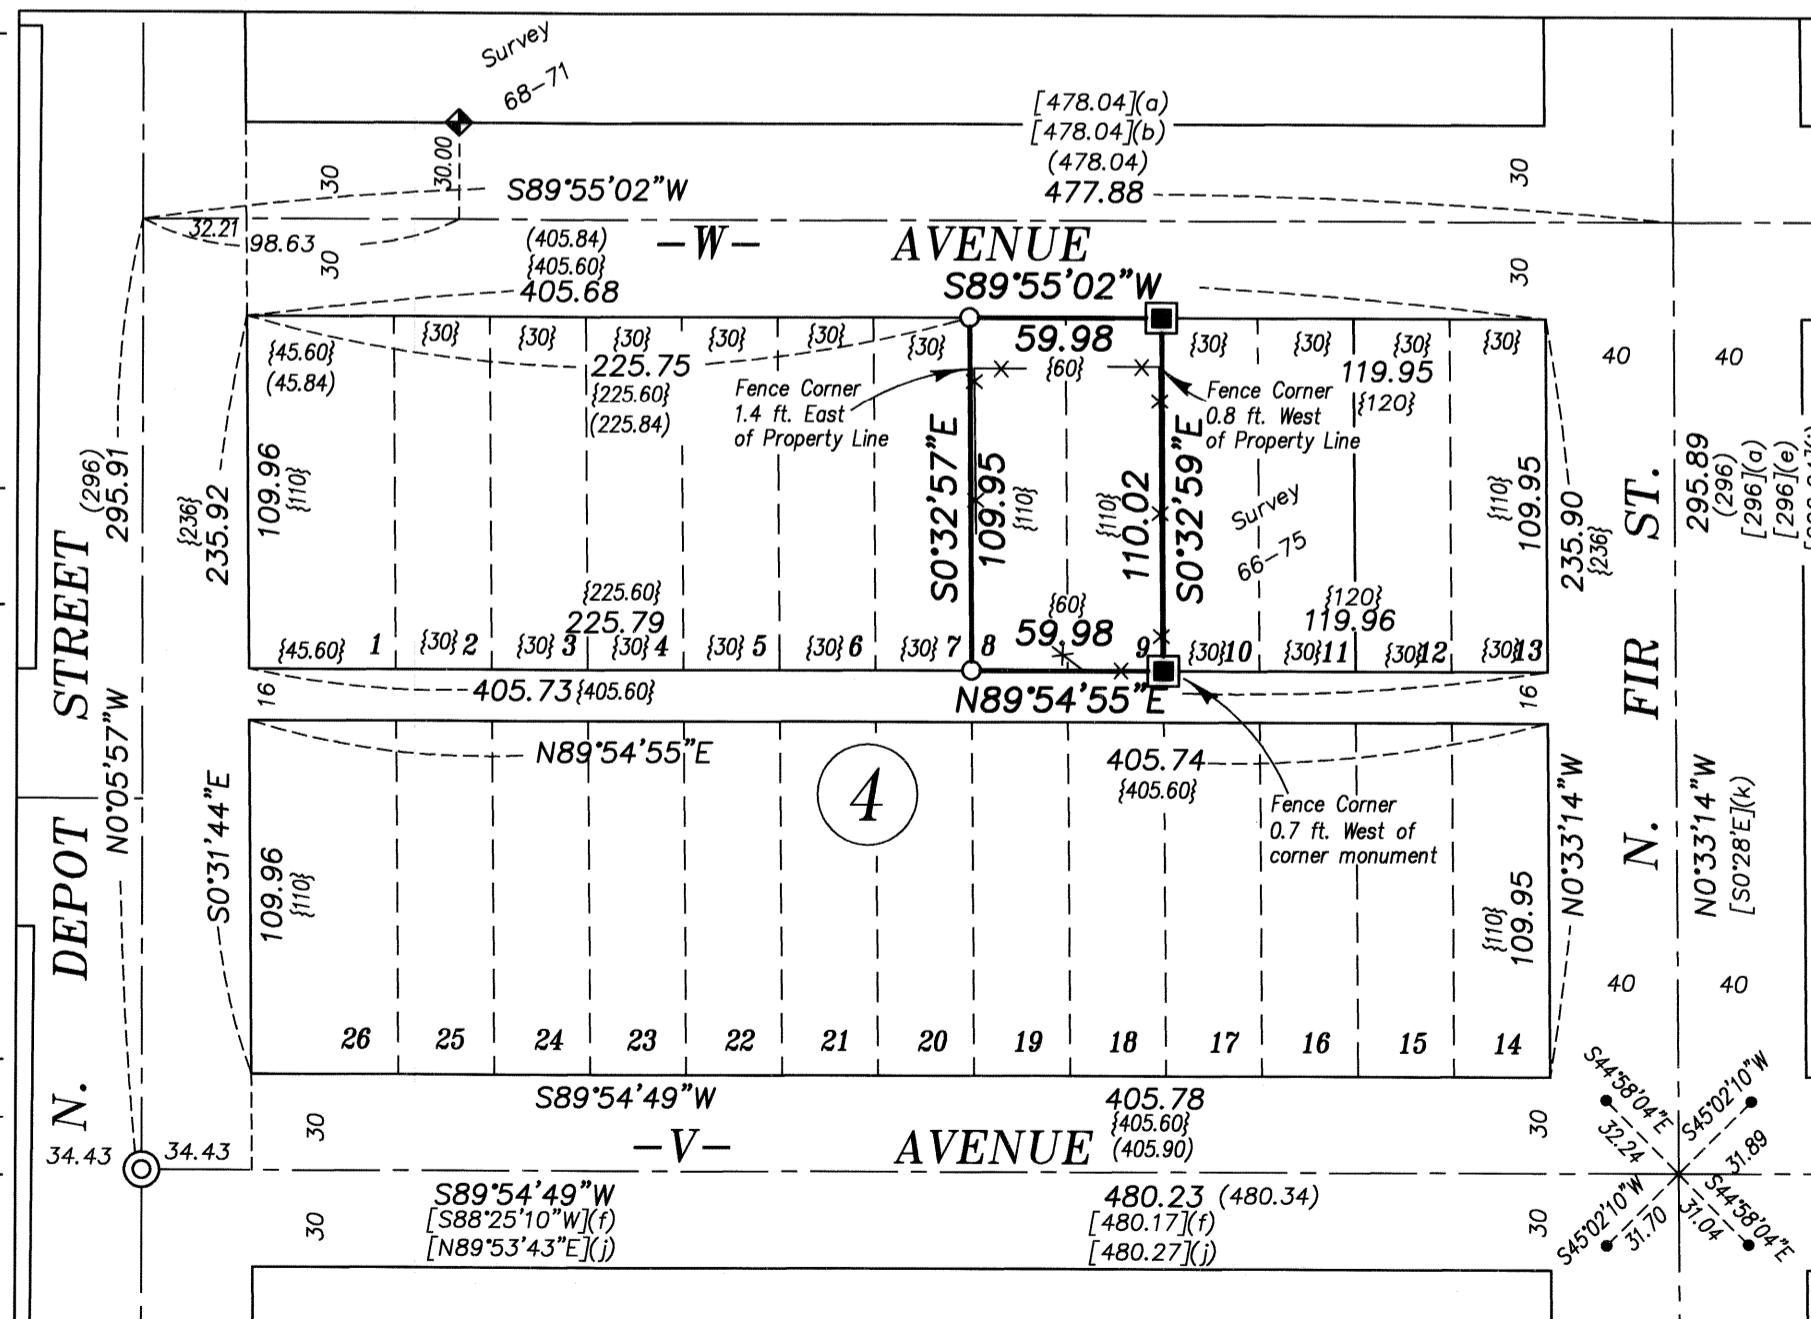 Survey
68-71
[478.04](a)
[478.04](b)
(478.04)
477.88
30
30.00
30
S89°55'02"W
32.21
98.63
30
30
(405.84)
{405.60}
405.68
-W- AVENUE
S89°55'02"W
{45.60}
(45.84)
{30} {30} {30} {30} {30} {30}
59.98
{60}
{30} {30} {30} {30}
225.75
{225.60}
(225.84)
119.95
{120}
Fence Corner
1.4 ft. East
of Property Line
Fence Corner
0.8 ft. West
of Property Line
40 40
N. DEPOT STREET
(296)
295.91
N0°05'57"W
{236}
235.92
109.96
{110}
S0°32'57"E
109.95
{110}
{110}
110.02
S0°32'59"E
Survey
66-75
{110}
109.95
235.90
{236}
N. FIR ST.
295.89
(296)
[296](a)
[296](e)
{225.60}
225.79
{60}
59.98
{120}
119.96
{45.60} 1 {30} 2 {30} 3 {30} 4 {30} 5 {30} 6 {30} 7 8 9 {30} 10 {30} 11 {30} 12 {30} 13
16
405.73 {405.60}
N89°54'55"E
16
N89°54'55"E
4
405.74
{405.60}
Fence Corner
0.7 ft. West of
corner monument
S0°31'44"E
109.96
{110}
{110}
109.95
N0°33'14"W
N0°33'14"W
[S0°28'E](k)
40 40
26 25 24 23 22 21 20 19 18 17 16 15 14
S89°54'49"W
405.78
{405.60}
(405.90)
30
-V- AVENUE
30
34.43 34.43
S89°54'49"W
[S88°25'10"W](f)
[N89°53'43"E](j)
480.23 (480.34)
[480.17](f)
[480.27](j)
30
30
S44°58'04"E
32.24
S45°02'10"W
31.89
S45°02'10"W
31.70
S44°58'04"E
31.04